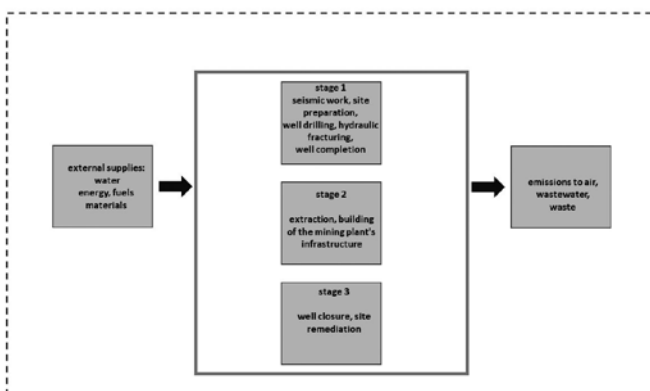 external supplies:
water
energy, fuels
materials
stage 1
seismic work, site
preparation,
well drilling, hydraulic
fracturing,
well completion
stage 2
extraction, building
of the mining plant's
infrastructure
stage 3
well closure, site
remediation
emissions to air,
wastewater,
waste